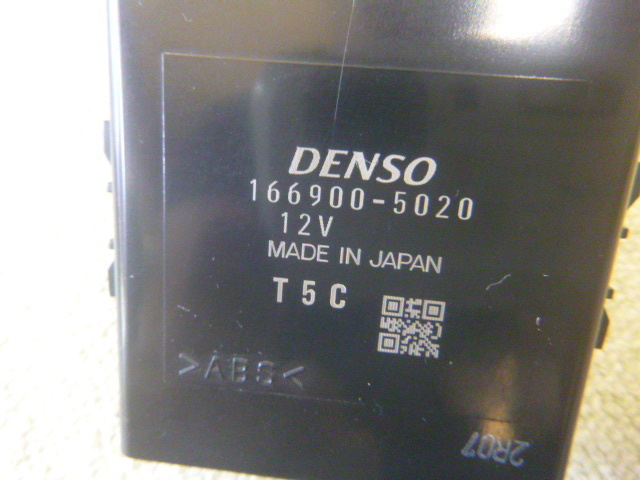 DENSO
166900-5020
12V
MADE IN JAPAN
T5C
>ABS<
2R07